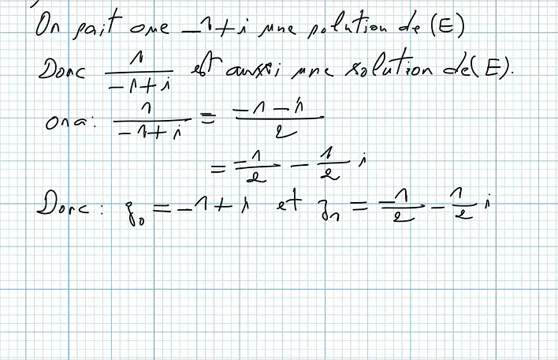 On sait que -1+i une solution de (E)
Donc 1/(-1+i) est aussi une solution de (E).
on a: 1/(-1+i) = (-1-i)/2
= -1/2 - 1/2 i
Donc: z₀ = -1+i et z₁ = -1/2 - 1/2 i